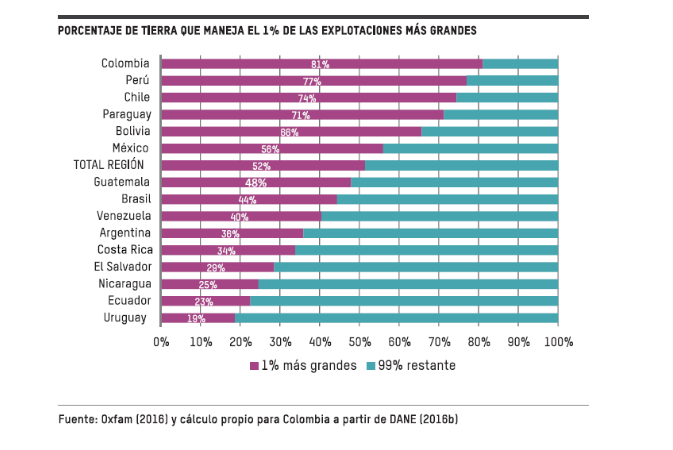 PORCENTAJE DE TIERRA QUE MANEJA EL 1% DE LAS EXPLOTACIONES MÁS GRANDES
Colombia 81%
Perú 77%
Chile 74%
Paraguay 71%
Bolivia 66%
México 56%
TOTAL REGIÓN 52%
Guatemala 48%
Brasil 44%
Venezuela 40%
Argentina 36%
Costa Rica 34%
El Salvador 29%
Nicaragua 25%
Ecuador 23%
Uruguay 19%
0% 10% 20% 30% 40% 50% 60% 70% 80% 90% 100%
1% más grandes 99% restante
Fuente: Oxfam (2016) y cálculo propio para Colombia a partir de DANE (2016b)